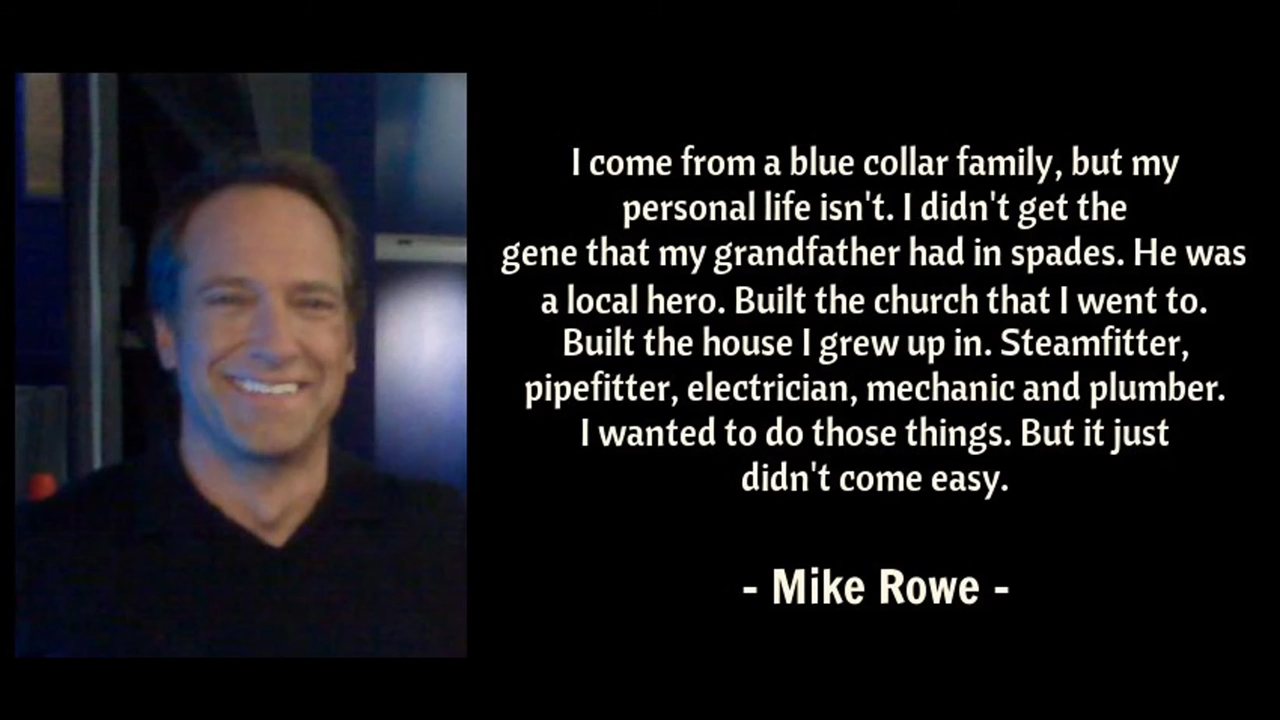 I come from a blue collar family, but my
personal life isn't. I didn't get the
gene that my grandfather had in spades. He was
a local hero. Built the church that I went to.
Built the house I grew up in. Steamfitter,
pipefitter, electrician, mechanic and plumber.
I wanted to do those things. But it just
didn't come easy.
- Mike Rowe -